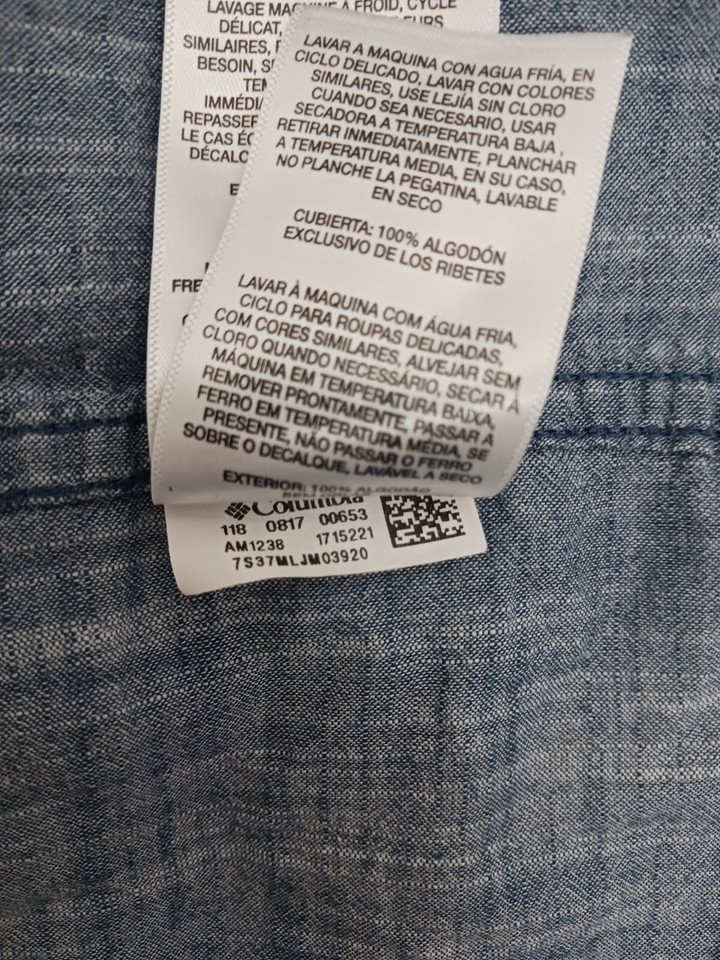 LAVAGE À FROID, CYCLE
DÉLICAT,
SIMILAIRES,
BESOIN,
REPASSER
LE CAS
LAVAR A MAQUINA CON AGUA FRÍA, EN
CICLO DELICADO, LAVAR CON COLORES
SIMILARES, USE LEJÍA SIN CLORO
CUANDO SEA NECESARIO, USAR
SECADORA A TEMPERATURA BAJA ,
RETIRAR INMEDIATAMENTE, PLANCHAR
A TEMPERATURA MEDIA, EN SU CASO,
NO PLANCHE LA PEGATINA, LAVABLE
EN SECO
CUBIERTA: 100% ALGODÓN
EXCLUSIVO DE LOS RIBETES
LAVAR À MAQUINA COM ÁGUA FRIA,
CICLO PARA ROUPAS DELICADAS,
COM CORES SIMILARES, ALVEJAR SEM
CLORO QUANDO NECESSÁRIO, SECAR À
MÁQUINA EM TEMPERATURA BAIXA,
REMOVER PRONTAMENTE, PASSAR A
FERRO EM TEMPERATURA MÉDIA, SE
PRESENTE, NÃO PASSAR O FERRO
SOBRE O DECALQUE, LAVÁVEL A SECO
EXTERIOR: 100% ALGODÃO
Columbia
118 0817 00653
AM1238 1715221
7S37MLJM03920